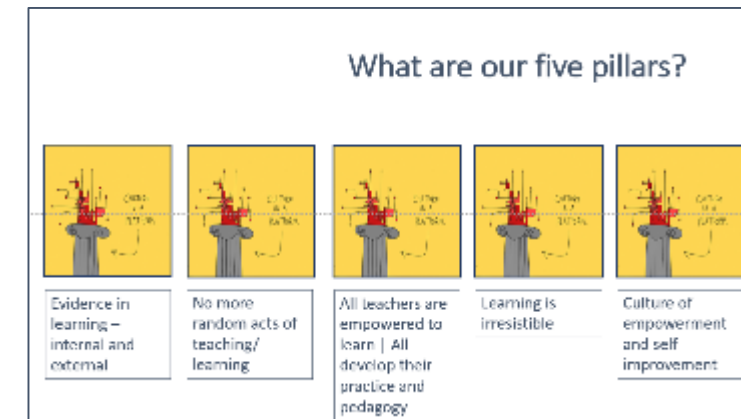 What are our five pillars?
Evidence in
learning –
internal and
external
No more
random acts of
teaching/
learning
All teachers are
empowered to
learn | All
develop their
practice and
pedagogy
Learning is
irresistible
Culture of
empowerment
and self
improvement